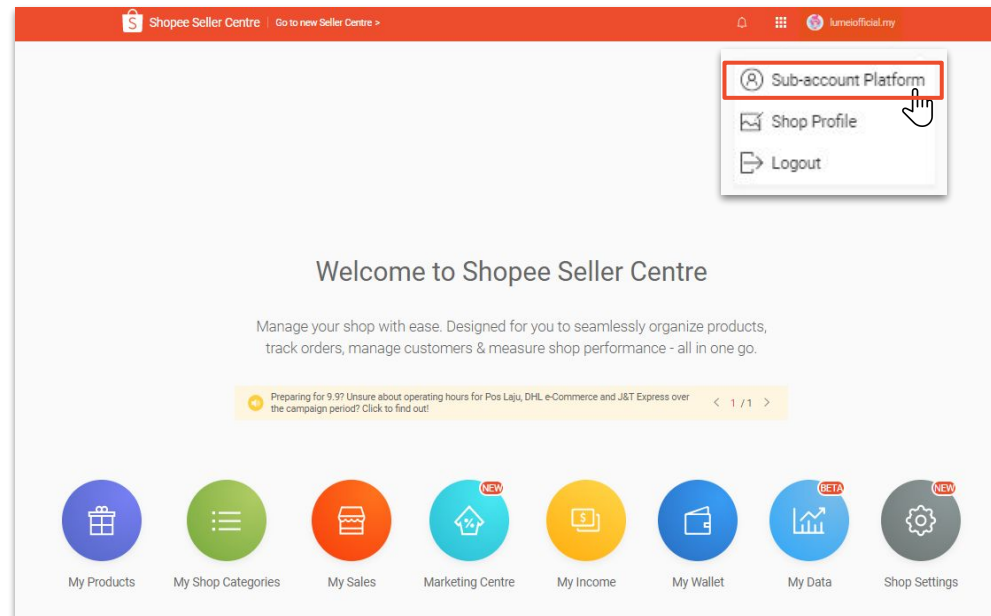 S Shopee Seller Centre Go to new Seller Centre > lumeiofficial.my
Sub-account Platform
Shop Profile
Logout
Welcome to Shopee Seller Centre
Manage your shop with ease. Designed for you to seamlessly organize products,
track orders, manage customers & measure shop performance - all in one go.
Preparing for 9.9? Unsure about operating hours for Pos Laju, DHL e-Commerce and J&T Express over
the campaign period? Click to find out!
< 1 / 1 >
NEW BETA NEW
% $
My Products My Shop Categories My Sales Marketing Centre My Income My Wallet My Data Shop Settings